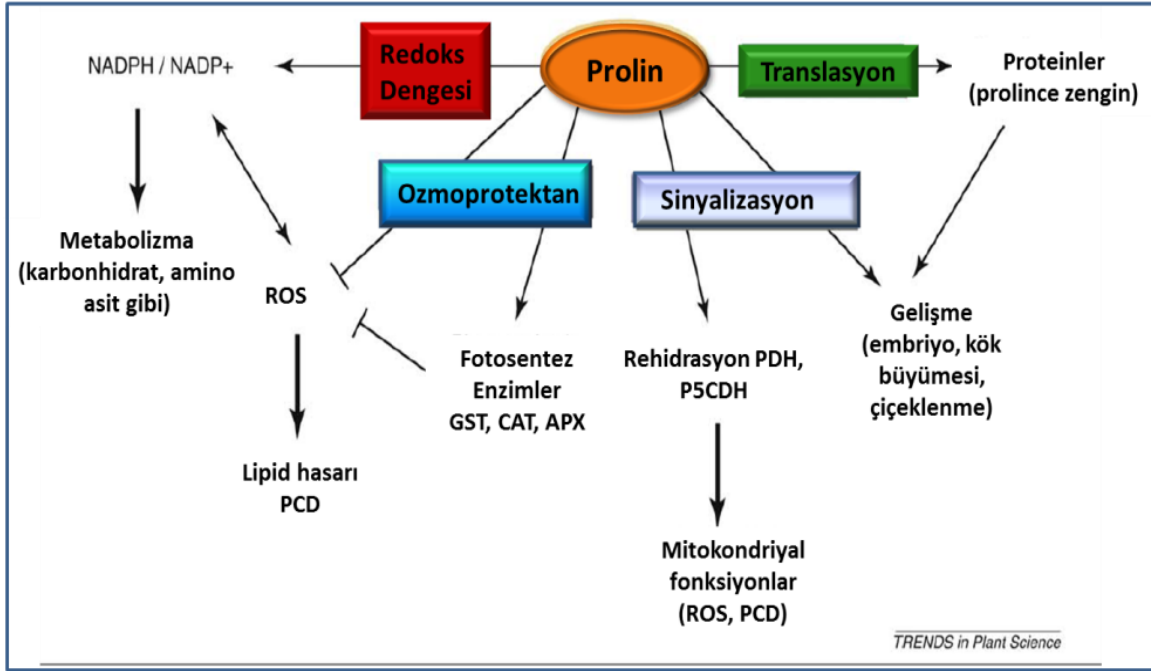 NADPH / NADP+
Redoks
Dengesi
Prolin
Translasyon
Proteinler
(prolince zengin)
Ozmoprotektan
Sinyalizasyon
Metabolizma
(karbonhidrat, amino
asit gibi)
ROS
Fotosentez
Enzimler
GST, CAT, APX
Rehidrasyon PDH,
P5CDH
Gelişme
(embriyo, kök
büyümesi,
çiçeklenme)
Lipid hasarı
PCD
Mitokondriyal
fonksiyonlar
(ROS, PCD)
TRENDS in Plant Science